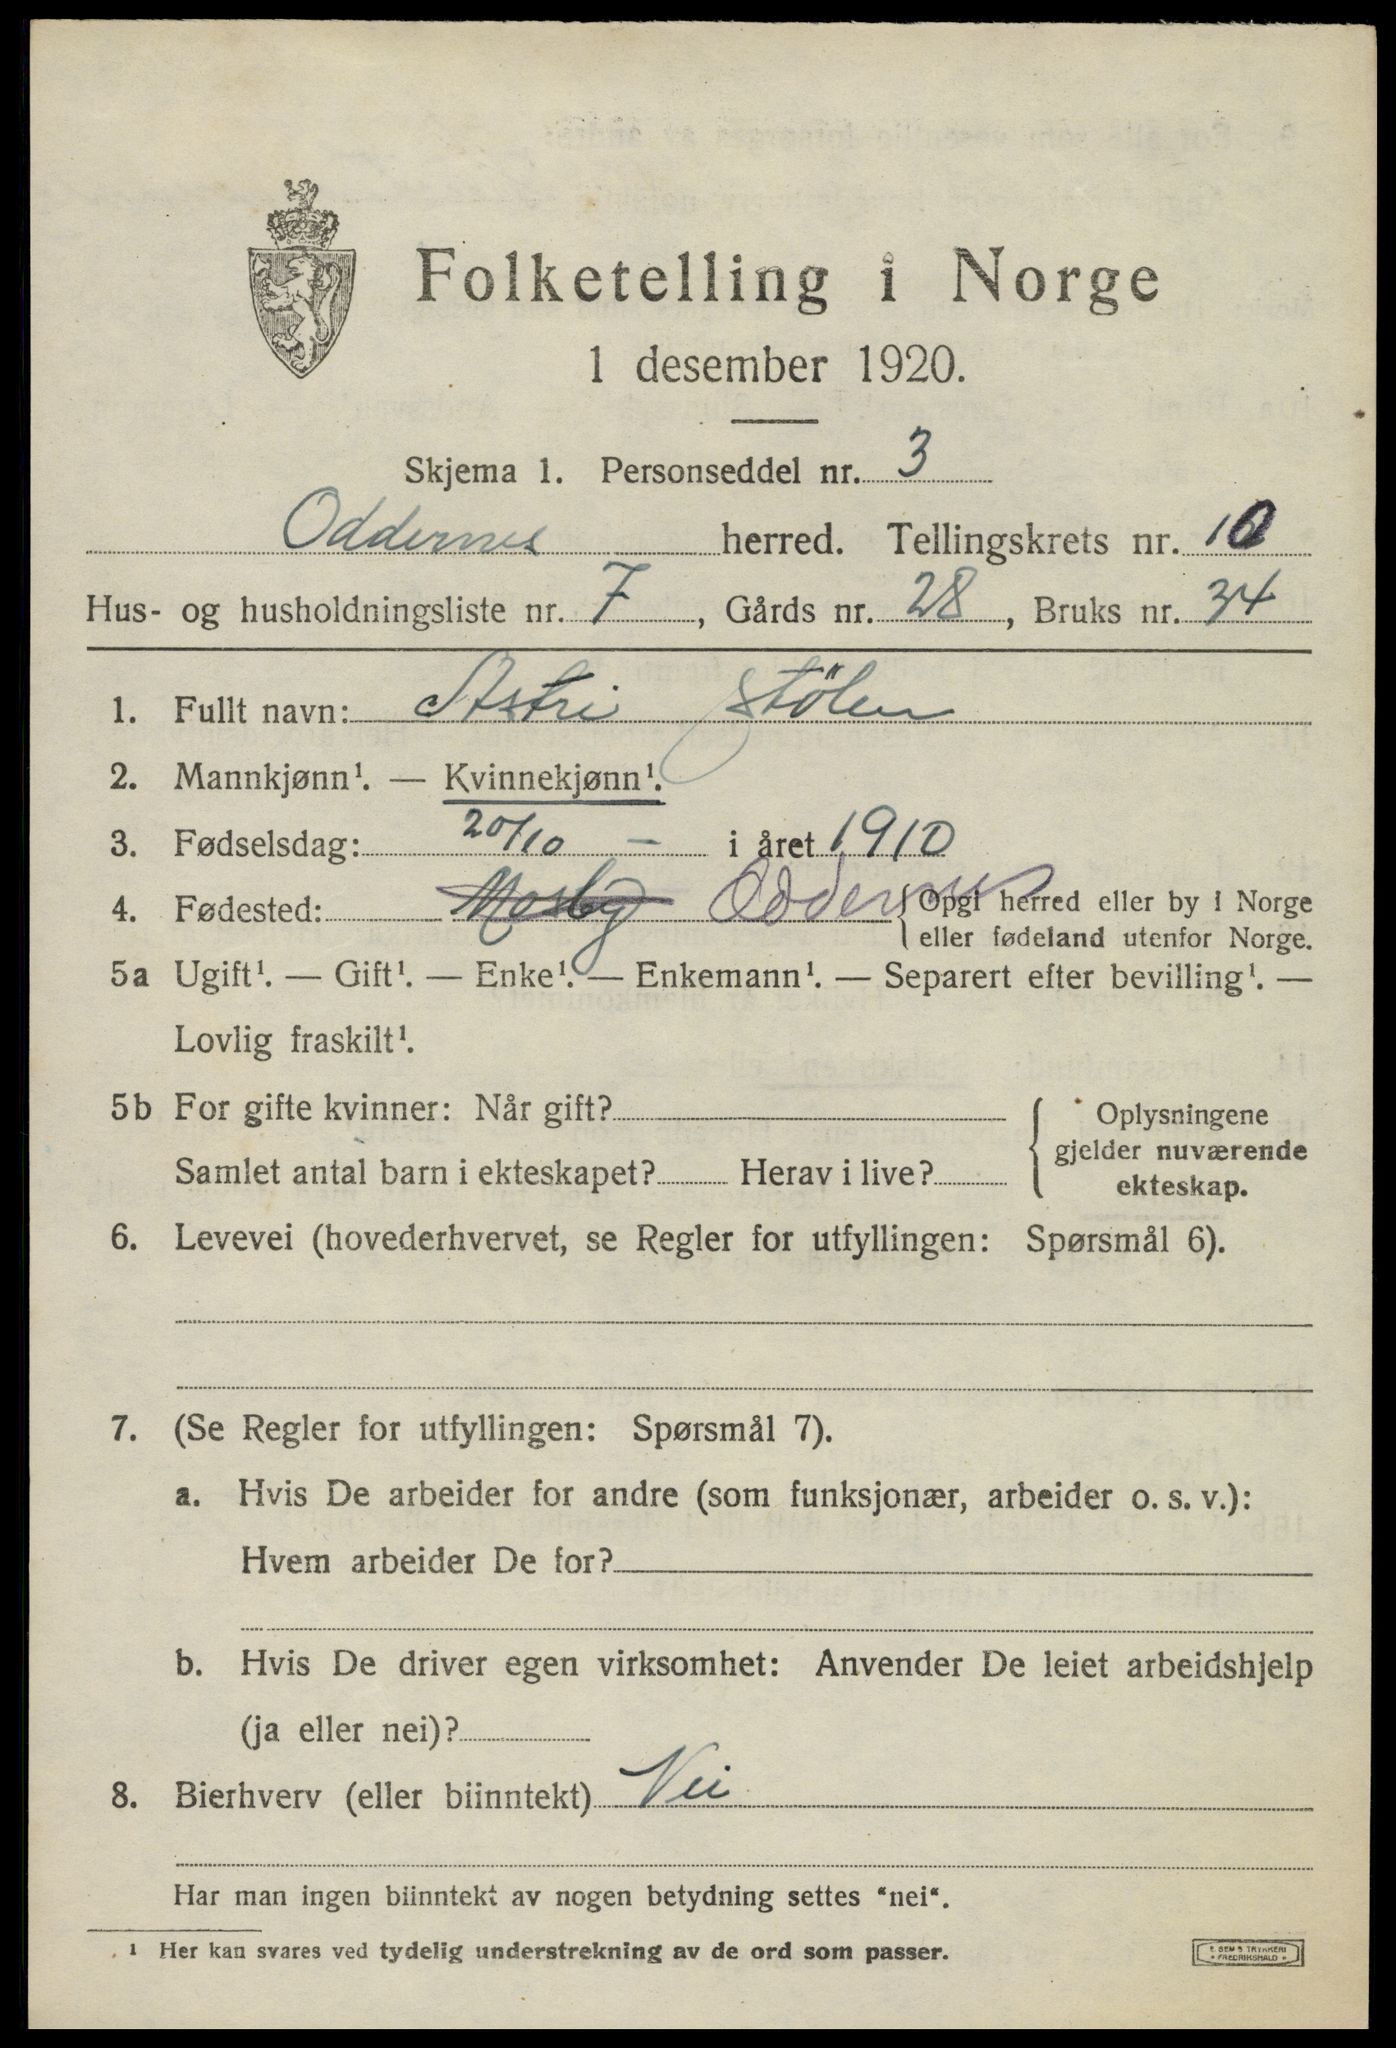 Folketelling i Norge
1 desember 1920.
Skjema 1. Personseddel nr. 3
Oddernes herred. Tellingskrets nr. 10
Hus- og husholdningsliste nr. 7, Gårds nr. 28, Bruks nr. 34
1. Fullt navn: Astri Stölen
2. Mannkjønn¹. — Kvinnekjønn¹.
3. Fødselsdag: 20/10 — i året 1910
4. Fødested: Mosby Oddernes { Opgi herred eller by i Norge
eller fødeland utenfor Norge.
5a Ugift¹. — Gift¹. — Enke¹. — Enkemann¹. — Separert efter bevilling¹. —
Lovlig fraskilt¹.
5b For gifte kvinner: Når gift?
Samlet antal barn i ekteskapet? Herav i live?
{ Oplysningene
gjelder nuværende
ekteskap.
6. Levevei (hovederhvervet, se Regler for utfyllingen: Spørsmål 6).
7. (Se Regler for utfyllingen: Spørsmål 7).
a. Hvis De arbeider for andre (som funksjonær, arbeider o. s. v.):
Hvem arbeider De for?
b. Hvis De driver egen virksomhet: Anvender De leiet arbeidshjelp
(ja eller nei)?
8. Bierhverv (eller biinntekt) Nei
Har man ingen biinntekt av nogen betydning settes "nei".
¹ Her kan svares ved tydelig understrekning av de ord som passer.
E. SEM'S TRYKKERI
• FREDRIKSHALD •